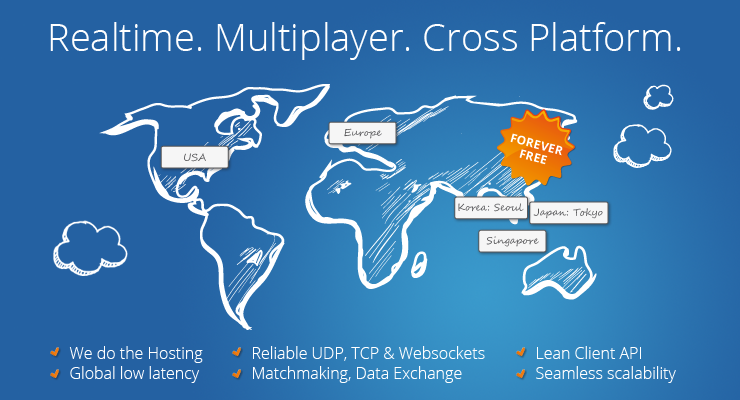 Realtime. Multiplayer. Cross Platform.
Europe
FOREVER
FREE
USA
Korea: Seoul
Japan: Tokyo
Singapore
We do the Hosting
Reliable UDP, TCP & Websockets
Lean Client API
Global low latency
Matchmaking, Data Exchange
Seamless scalability